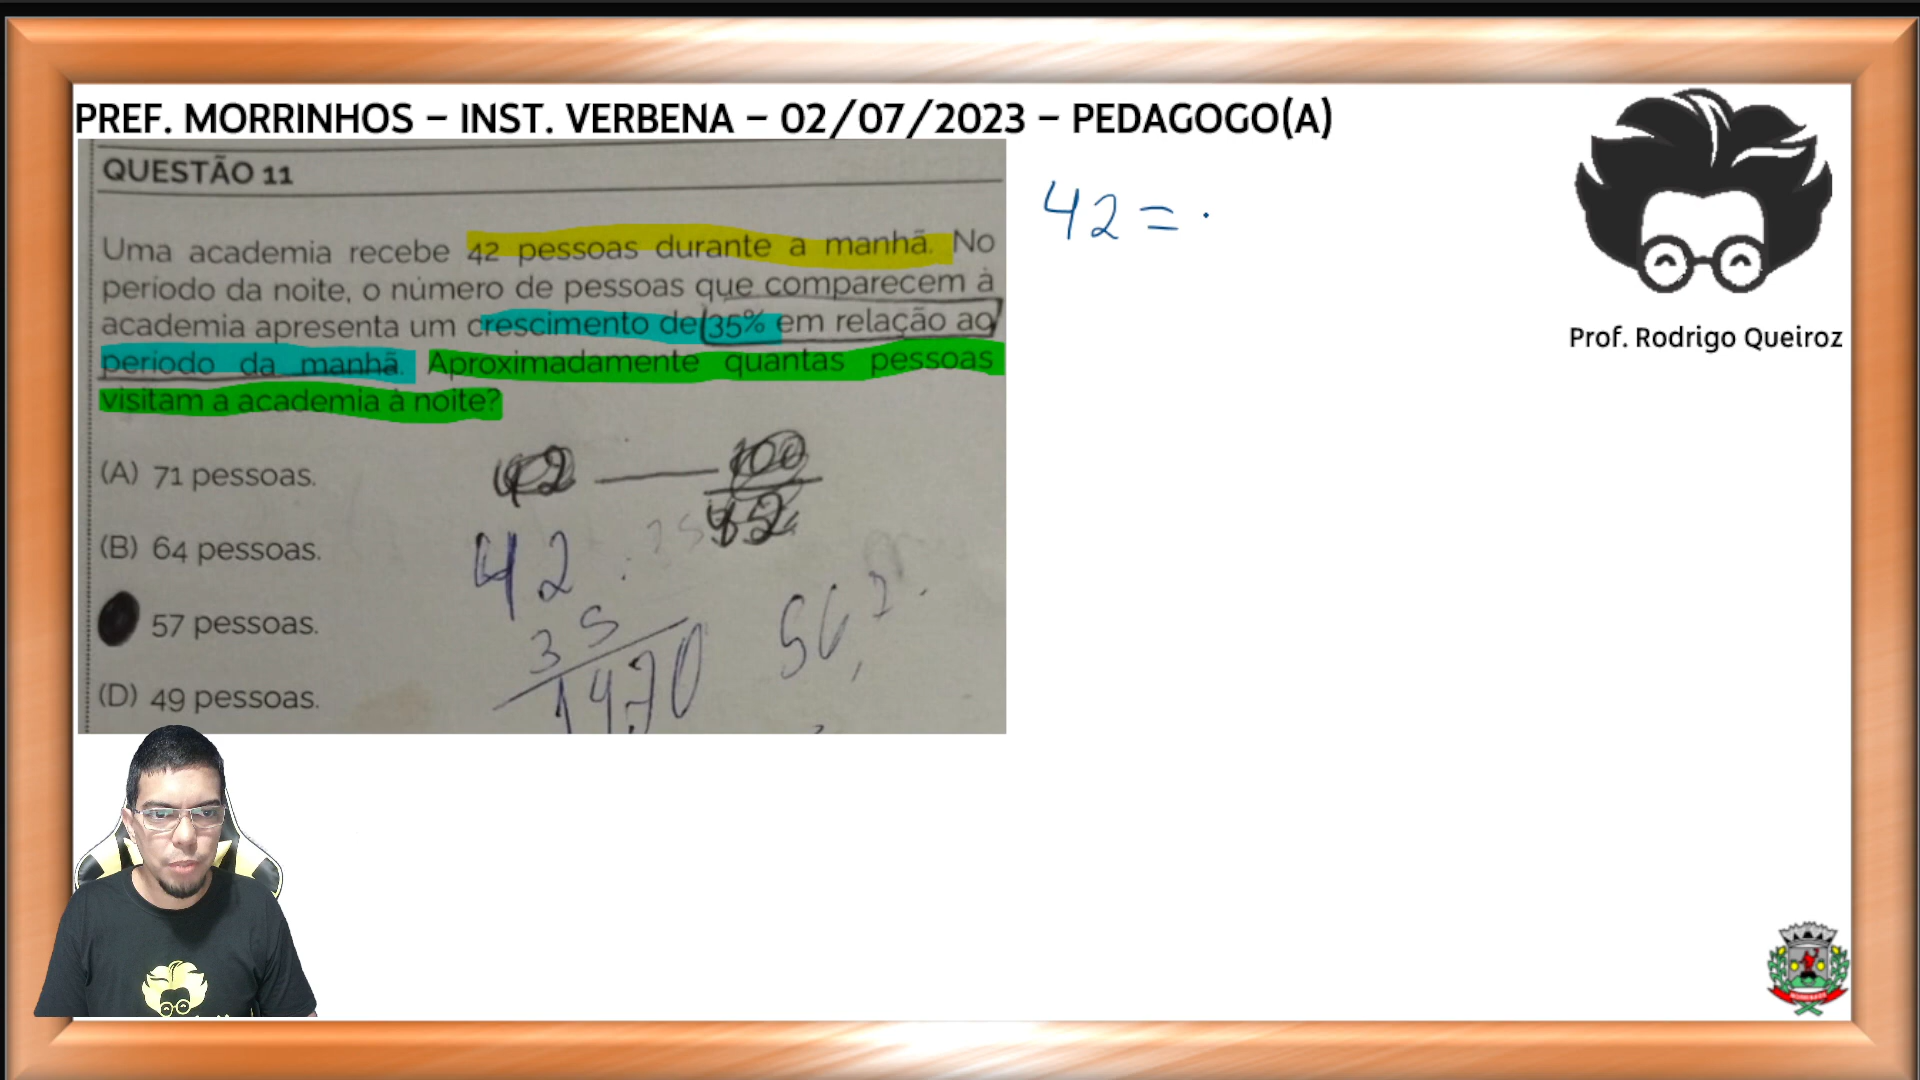 PREF. MORRINHOS – INST. VERBENA – 02/07/2023 – PEDAGOGO(A)
QUESTÃO 11
Uma academia recebe 42 pessoas durante a manhã. No
período da noite, o número de pessoas que comparecem à
academia apresenta um crescimento de 35% em relação ao
período da manhã. Aproximadamente quantas pessoas
visitam a academia à noite?
(A) 71 pessoas.
(B) 64 pessoas.
57 pessoas.
(D) 49 pessoas.
42 100
42
35
1470
42 =
Prof. Rodrigo Queiroz